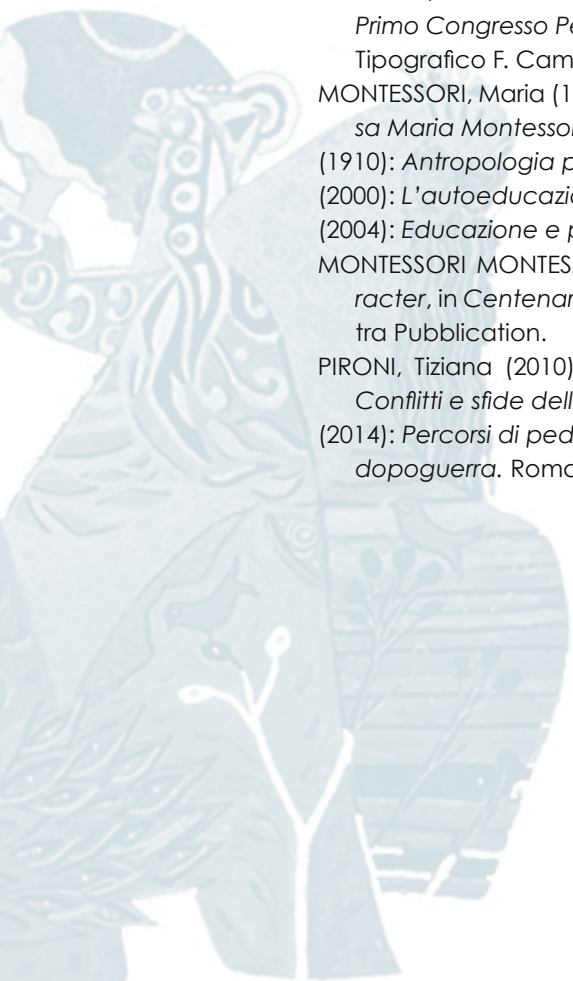 Primo Congresso Pe
Tipografico F. Cam
MONTESSORI, Maria (1
sa Maria Montessor
(1910): Antropologia p
(2000): L'autoeducazi
(2004): Educazione e p
MONTESSORI MONTES
racter, in Centenar
tra Pubblication.
PIRONI, Tiziana (2010)
Conflitti e sfide dell
(2014): Percorsi di ped
dopoguerra. Roma